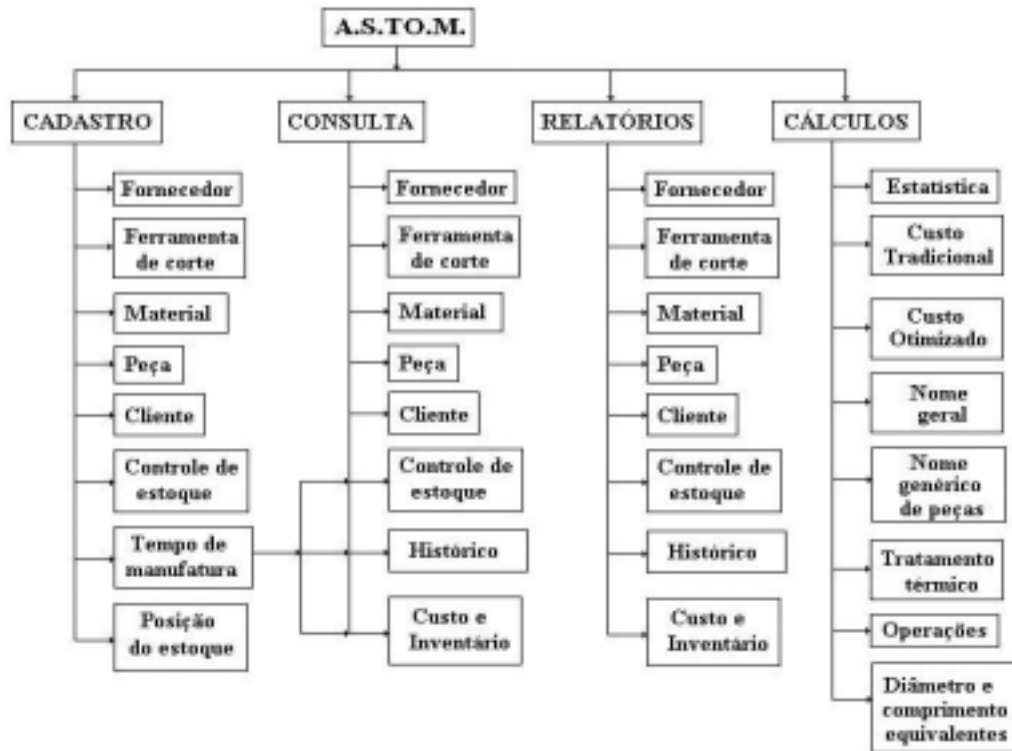 A.S.TO.M.
CADASTRO
Fornecedor
Ferramenta
de corte
Material
Peça
Cliente
Controle de
estoque
Tempo de
manufatura
Posição
do estoque
CONSULTA
Fornecedor
Ferramenta
de corte
Material
Peça
Cliente
Controle de
estoque
Histórico
Custo e
Inventário
RELATÓRIOS
Fornecedor
Ferramenta
de corte
Material
Peça
Cliente
Controle de
estoque
Histórico
Custo e
Inventário
CÁLCULOS
Estatística
Custo
Tradicional
Custo
Otimizado
Nome
geral
Nome
genérico
de peças
Tratamento
térmico
Operações
Diâmetro e
comprimento
equivalentes